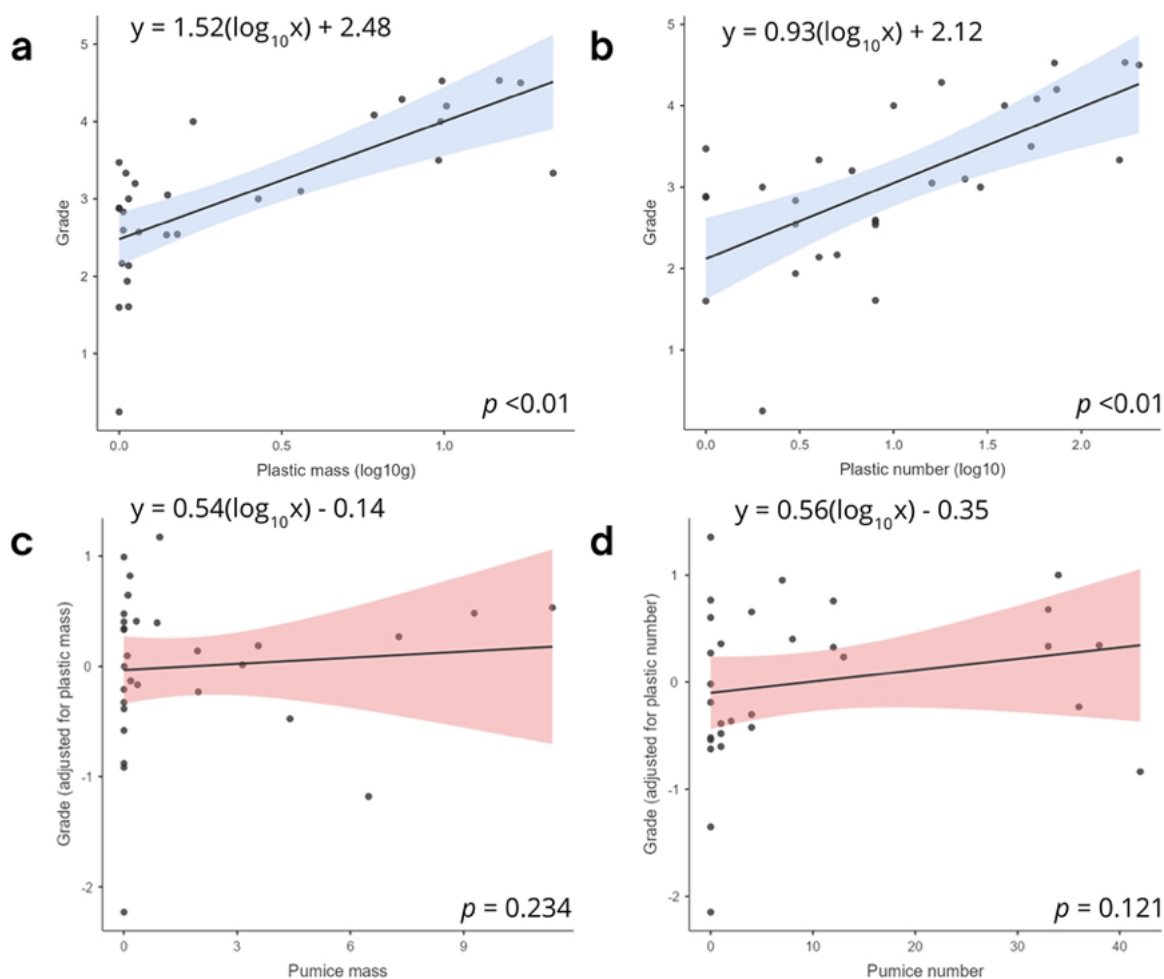 a
y = 1.52(log₁₀x) + 2.48
5
4
3
2
1
Grade
0.0
0.5
1.0
Plastic mass (log10g)
p <0.01
b
y = 0.93(log₁₀x) + 2.12
5
4
3
2
1
Grade
0.0
0.5
1.0
1.5
2.0
Plastic number (log10)
p <0.01
c
y = 0.54(log₁₀x) - 0.14
1
0
-1
-2
Grade (adjusted for plastic mass)
0
3
6
9
Pumice mass
p = 0.234
d
y = 0.56(log₁₀x) - 0.35
1
0
-1
-2
Grade (adjusted for plastic number)
0
10
20
30
40
Pumice number
p = 0.121